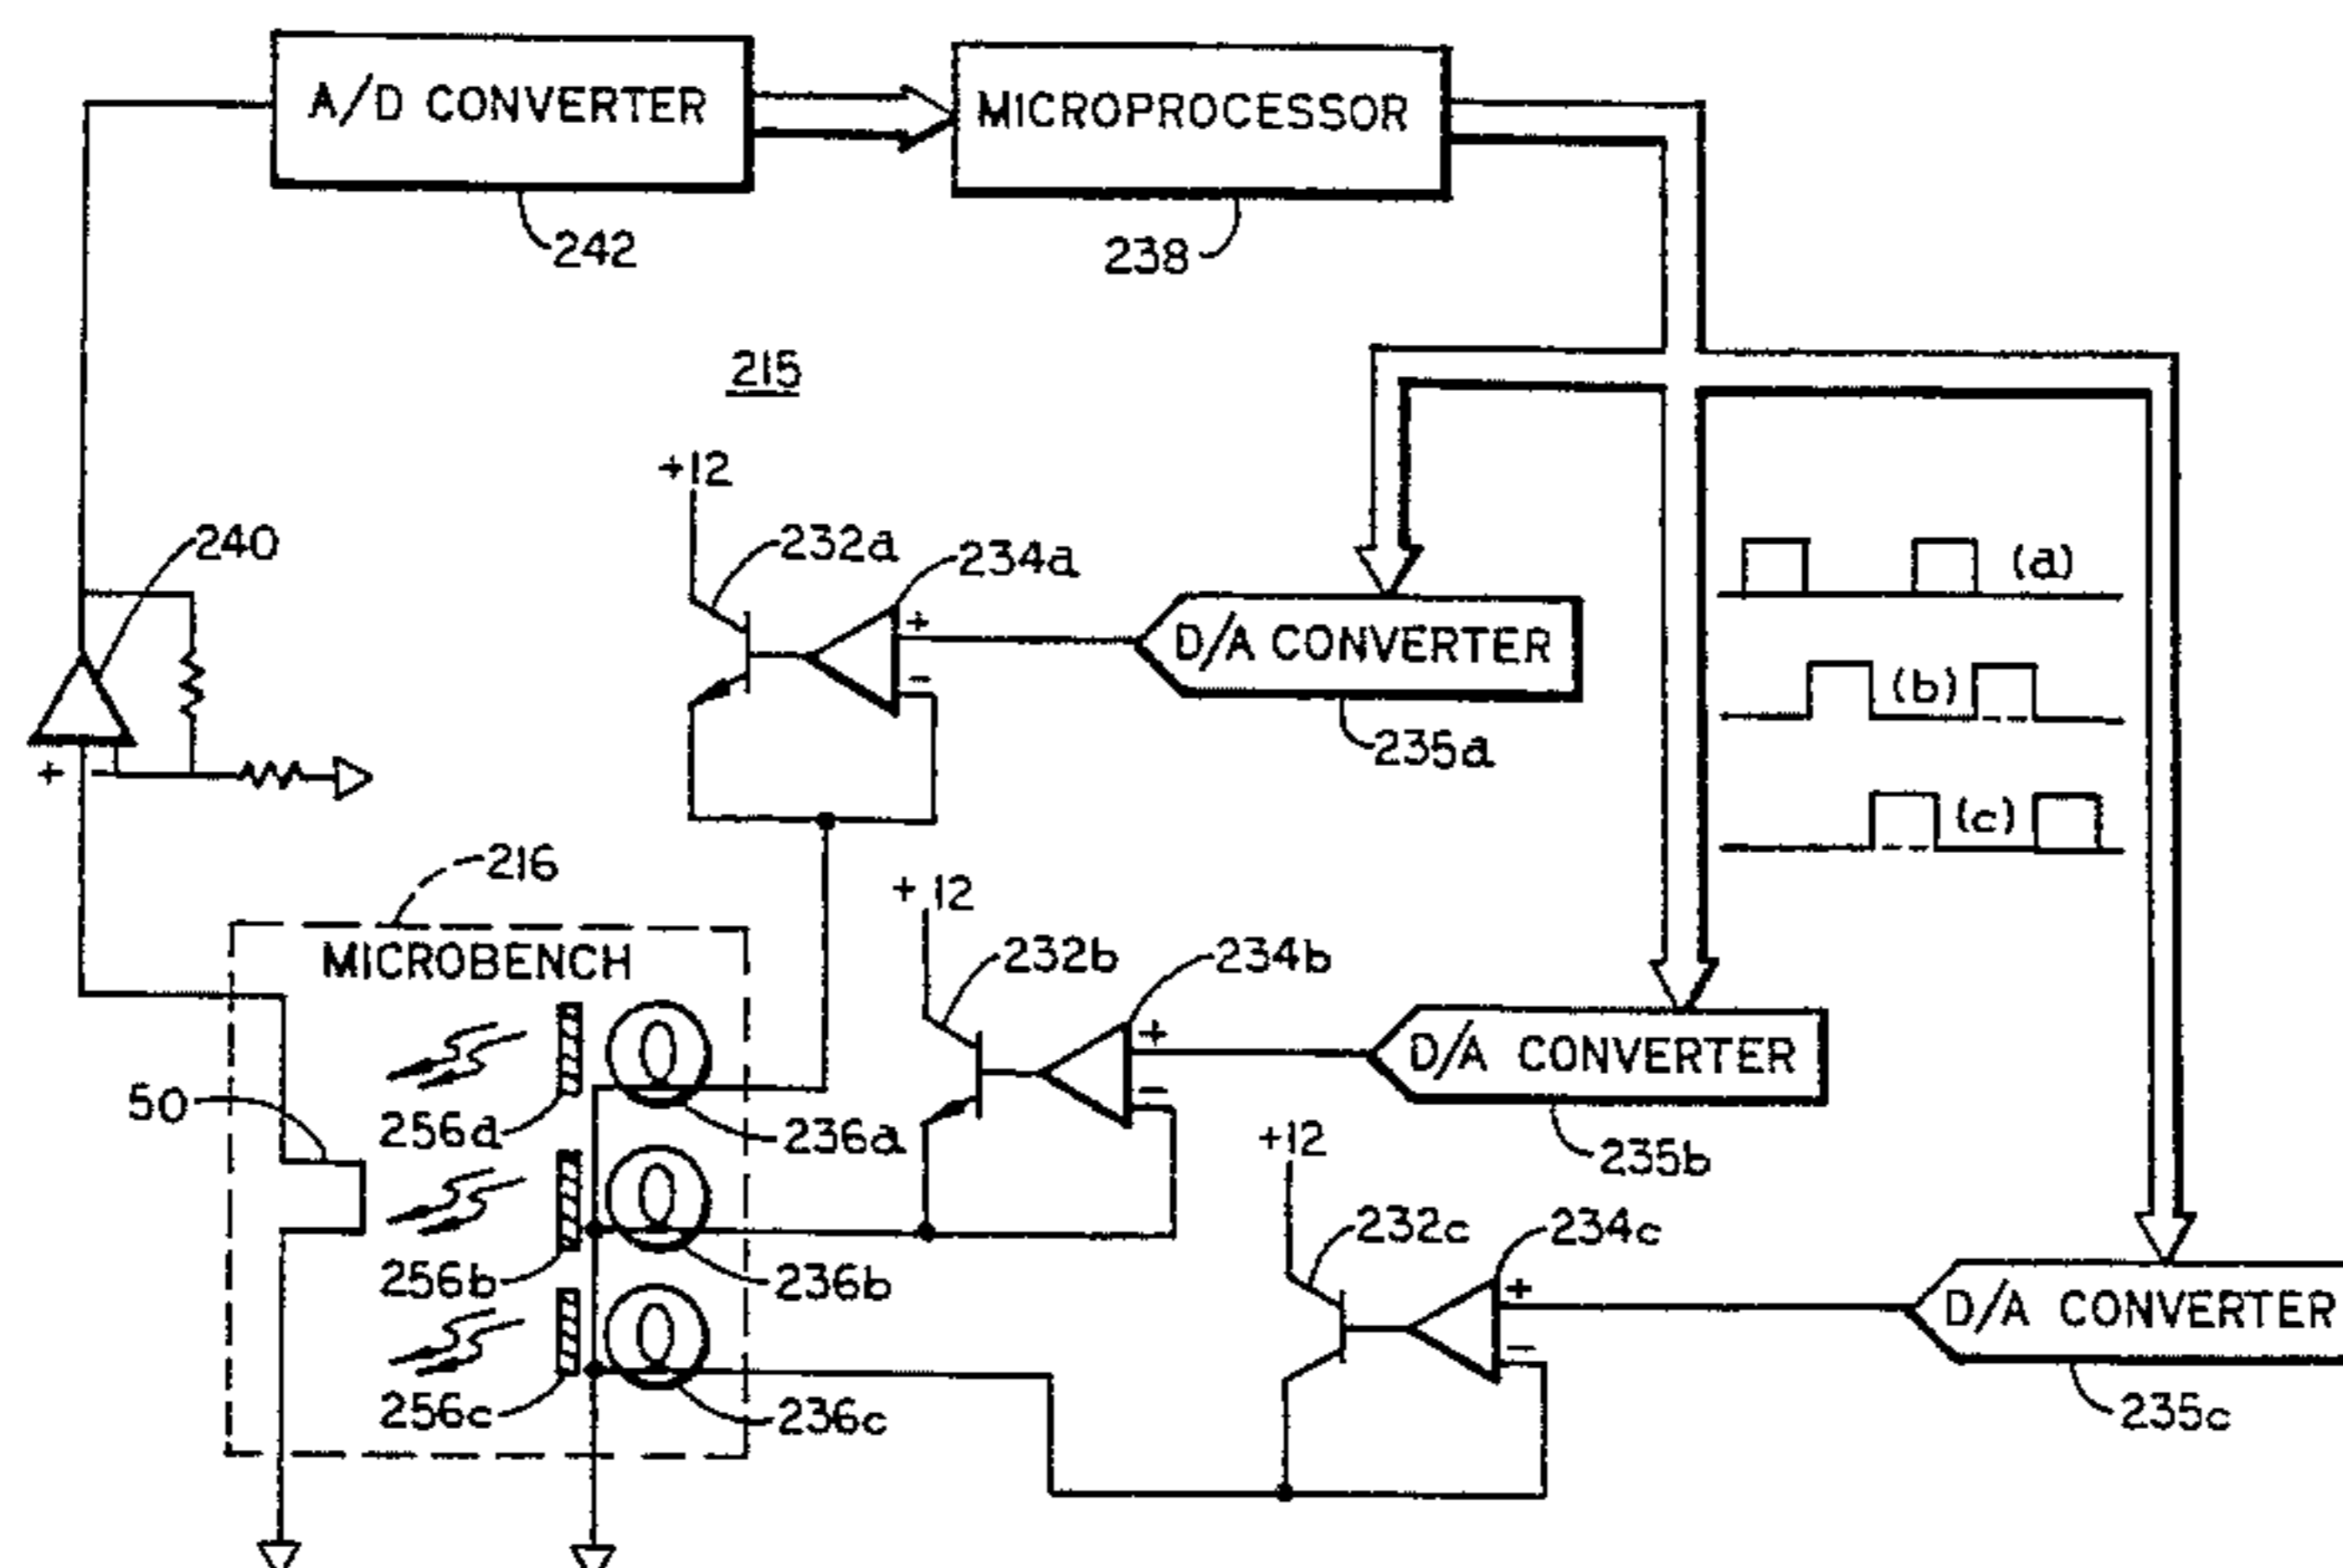 A/D CONVERTER
MICROPROCESSOR
242
238
215
+12
240
232a
234a
+
-
D/A CONVERTER
235a
(a)
(b)
(c)
+ -
216
MICROBENCH
+ 12
232b
234b
+
-
D/A CONVERTER
235b
50
256a
236a
256b
236b
256c
236c
+12
232c
234c
+
-
D/A CONVERTER
235c